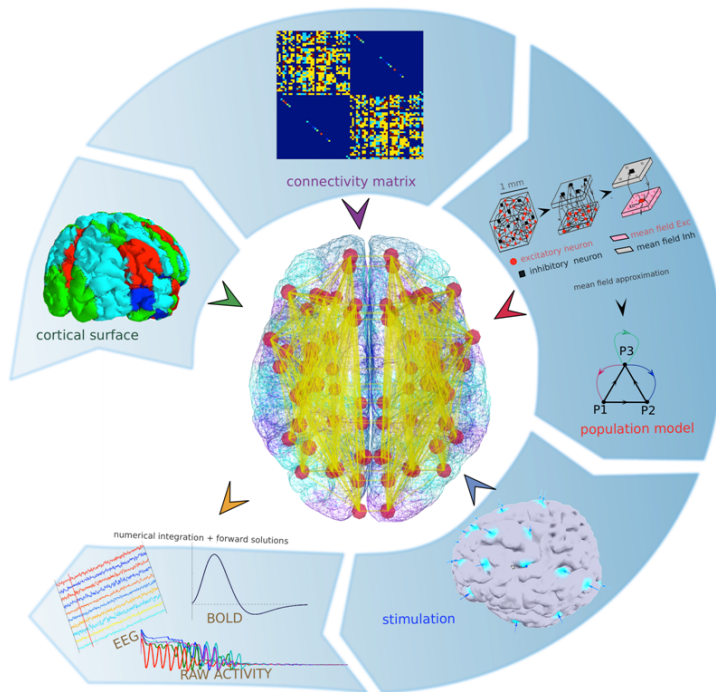 connectivity matrix
1 mm
mean field Exc
mean field Inh
excitatory neuron
inhibitory neuron
mean field approximation
P3
P1
P2
population model
cortical surface
stimulation
numerical integration + forward solutions
BOLD
EEG
RAW ACTIVITY